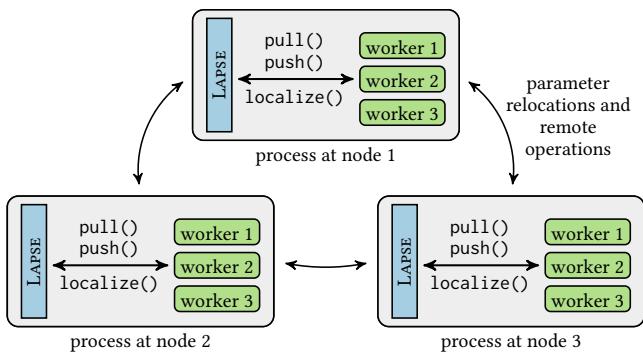 LAPSE
pull()
push()
localize()
worker 1
worker 2
worker 3
process at node 1
parameter
relocations and
remote
operations
LAPSE
pull()
push()
localize()
worker 1
worker 2
worker 3
process at node 2
LAPSE
pull()
push()
localize()
worker 1
worker 2
worker 3
process at node 3